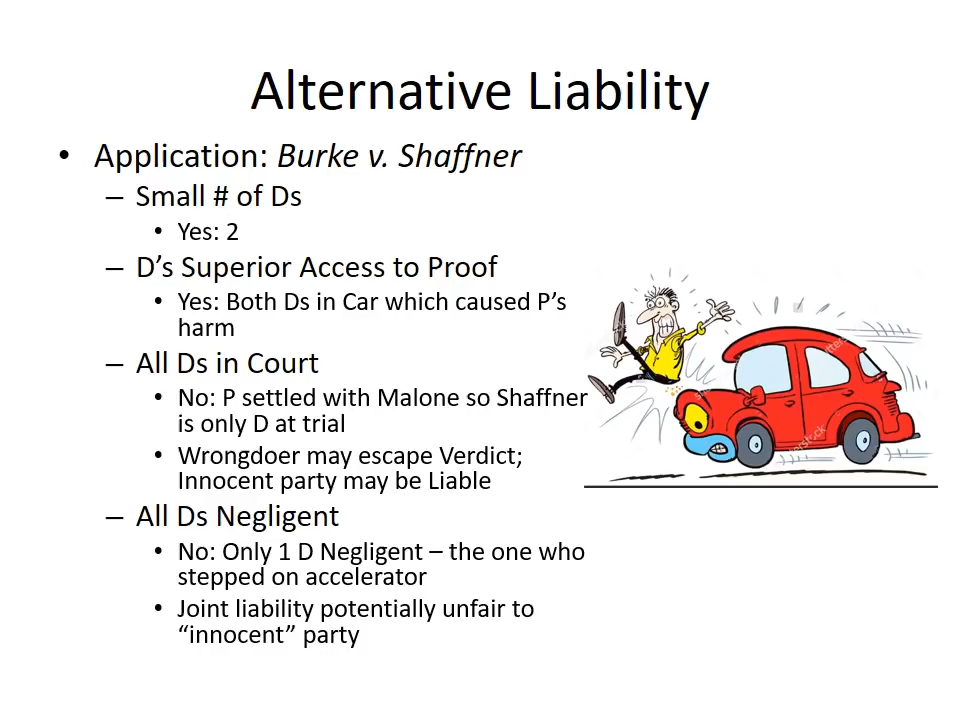 Alternative Liability
• Application: Burke v. Shaffner
– Small # of Ds
• Yes: 2
– D’s Superior Access to Proof
• Yes: Both Ds in Car which caused P’s
harm
– All Ds in Court
• No: P settled with Malone so Shaffner
is only D at trial
• Wrongdoer may escape Verdict;
Innocent party may be Liable
– All Ds Negligent
• No: Only 1 D Negligent – the one who
stepped on accelerator
• Joint liability potentially unfair to
“innocent” party